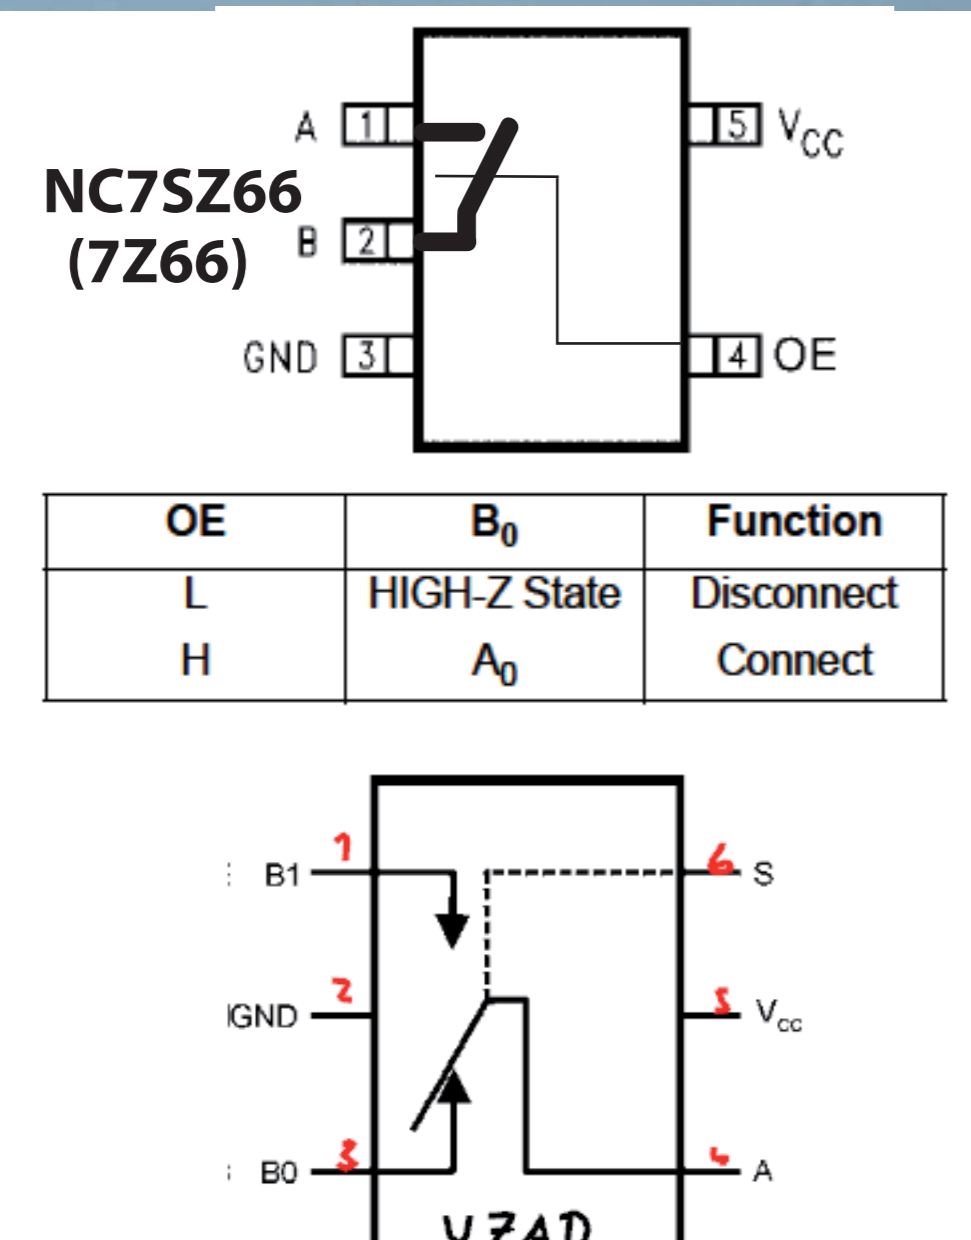 A 1 5 VCC
NC7SZ66
(7Z66)
B 2
GND 3 4 OE
OE B0 Function
L HIGH-Z State Disconnect
H A0 Connect
1 6
B1 S
2 5
GND Vcc
3 4
B0 A